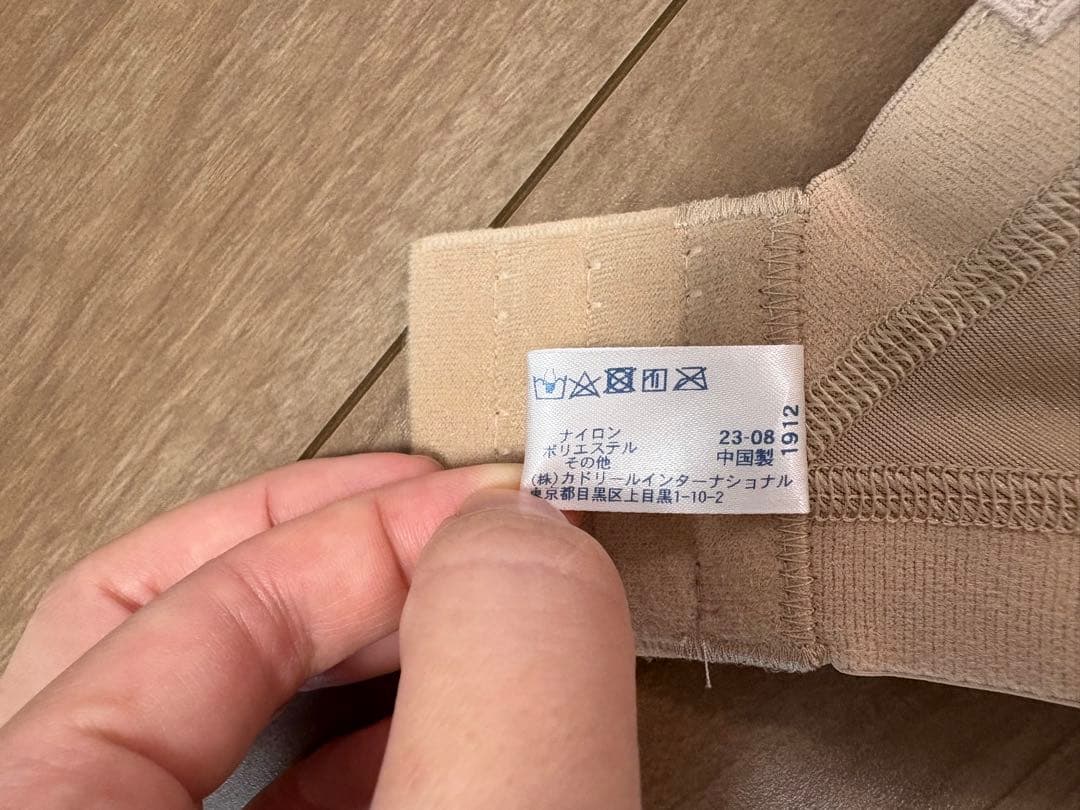 ナイロン
ポリエステル
その他
23-08
中国製
1912
(株)カドリールインターナショナル
東京都目黒区上目黒1-10-2